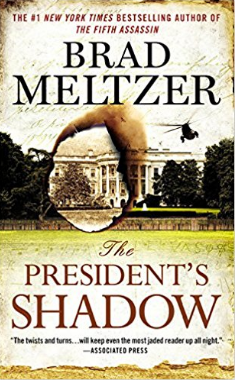 THE #1 NEW YORK TIMES BESTSELLING AUTHOR OF
THE FIFTH ASSASSIN
BRAD
MELTZER
The
PRESIDENT'S
SHADOW
"The twists and turns...will keep even the most jaded reader up all night."
—ASSOCIATED PRESS